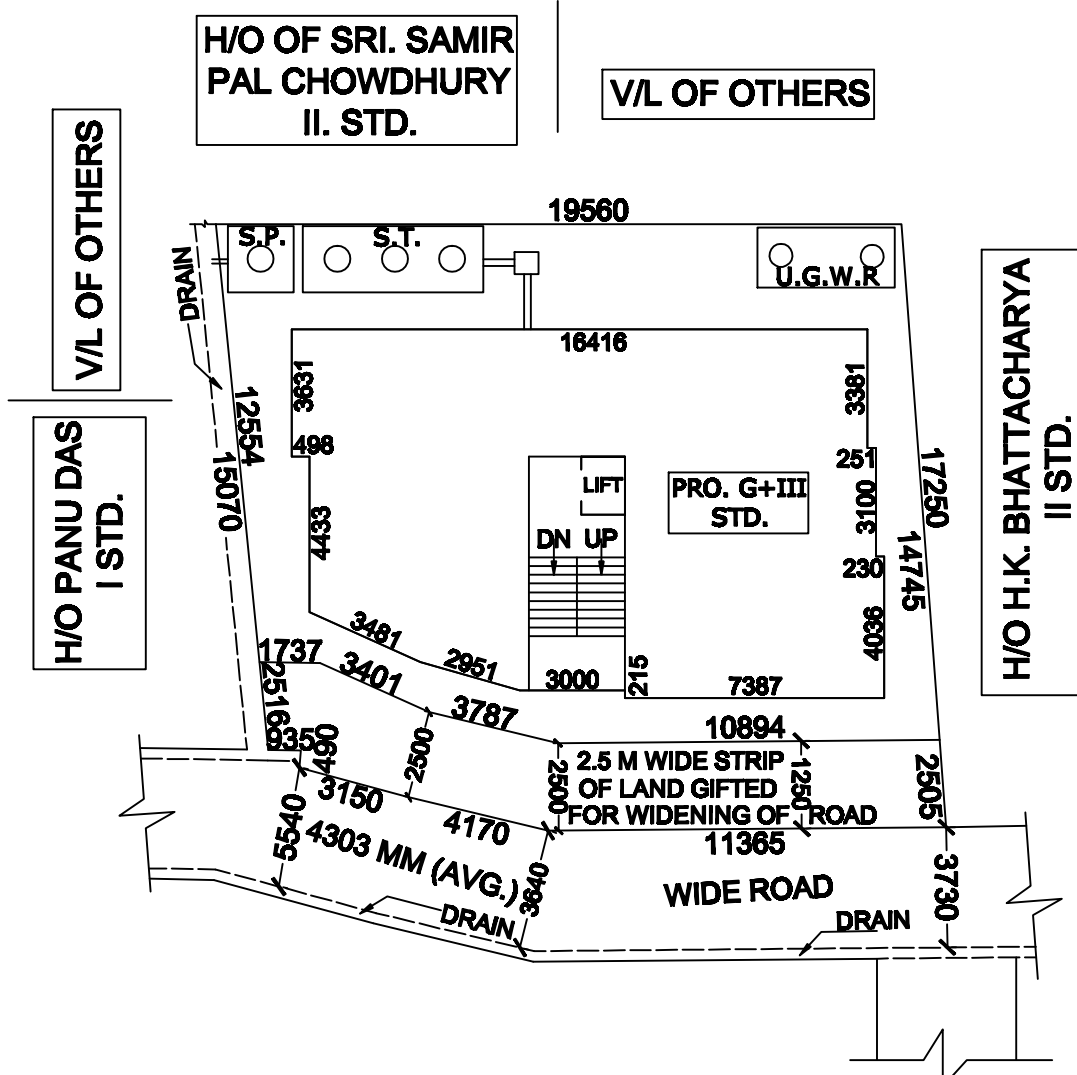 H/O OF SRI. SAMIR
PAL CHOWDHURY
II. STD.
V/L OF OTHERS
V/L OF OTHERS
H/O PANU DAS
I STD.
H/O H.K. BHATTACHARYA
II STD.
19560
S.P.
S.T.
U.G.W.R
DRAIN
16416
3631
3381
498
251
12554
15070
4433
LIFT
PRO. G+III
STD.
3100
17250
14745
DN UP
230
4036
3481
2951
3000
215
7387
1737
3401
3787
10894
2516
935
490
2500
2500
2.5 M WIDE STRIP
OF LAND GIFTED
FOR WIDENING OF ROAD
1250
2505
3150
4170
11365
5540
4303 MM (AVG.)
3640
WIDE ROAD
3730
DRAIN
DRAIN